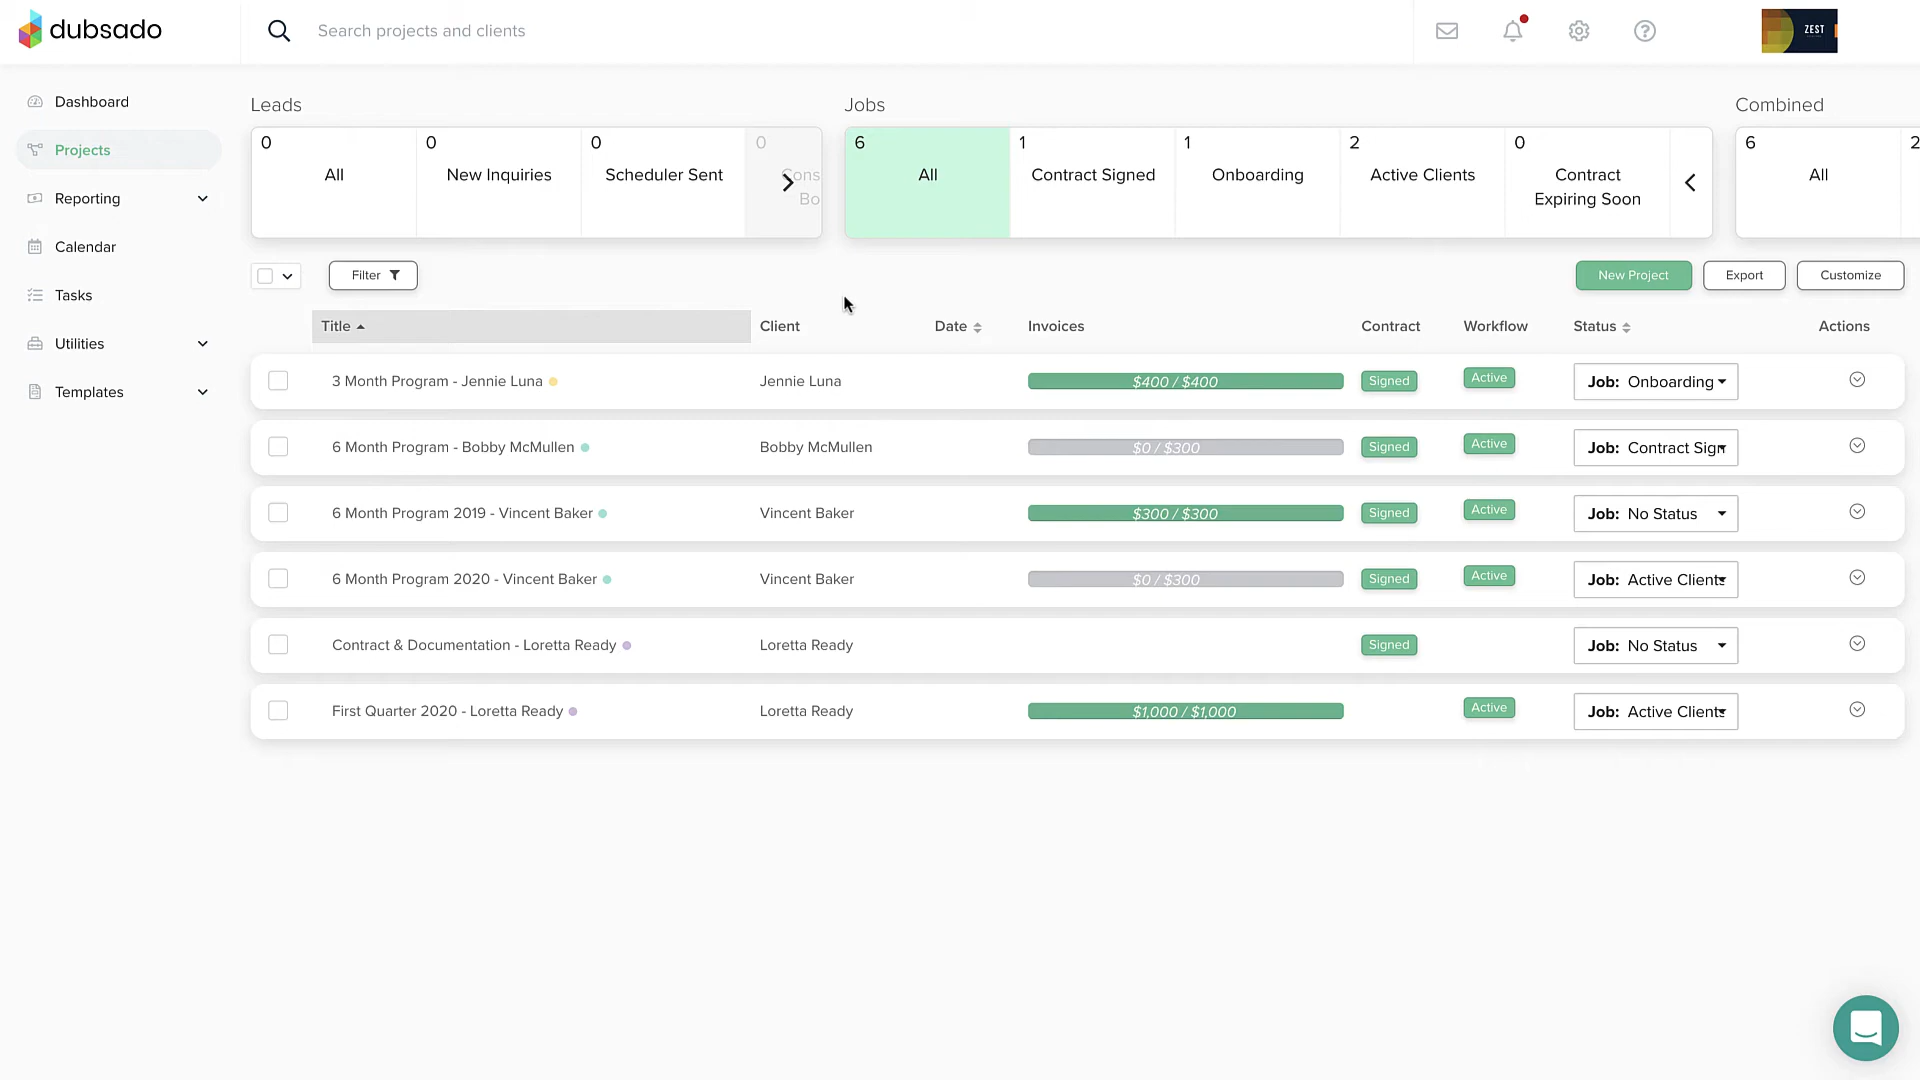 dubsado
Search projects and clients
ZEST
Dashboard
Projects
Reporting
Calendar
Tasks
Utilities
Templates
Leads
0
All
0
New Inquiries
0
Scheduler Sent
0
Cons
Bo
Jobs
6
All
1
Contract Signed
1
Onboarding
2
Active Clients
0
Contract
Expiring Soon
Combined
6
All
2
Filter
New Project
Export
Customize
Title Client Date Invoices Contract Workflow Status Actions
3 Month Program - Jennie Luna Jennie Luna $400 / $400 Signed Active Job: Onboarding
6 Month Program - Bobby McMullen Bobby McMullen $0 / $300 Signed Active Job: Contract Sign
6 Month Program 2019 - Vincent Baker Vincent Baker $300 / $300 Signed Active Job: No Status
6 Month Program 2020 - Vincent Baker Vincent Baker $0 / $300 Signed Active Job: Active Clients
Contract & Documentation - Loretta Ready Loretta Ready Signed Job: No Status
First Quarter 2020 - Loretta Ready Loretta Ready $1,000 / $1,000 Active Job: Active Clients